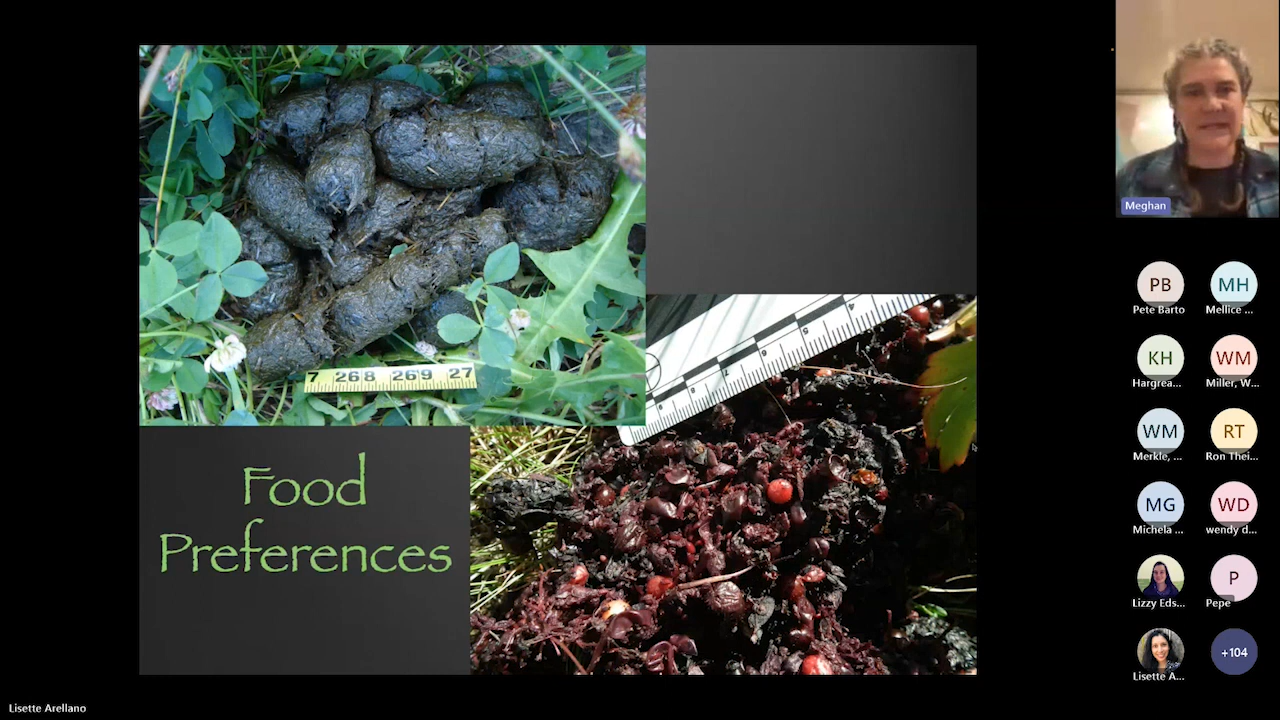 Food
Preferences
7 268 269 27
Meghan
PB
Pete Barto
MH
Mellice ...
KH
Hargrea...
WM
Miller, W...
WM
Merkle, ...
RT
Ron Thei...
MG
Michela ...
WD
wendy d...
Lizzy Eds...
P
Pepe
Lisette A...
+104
Lisette Arellano